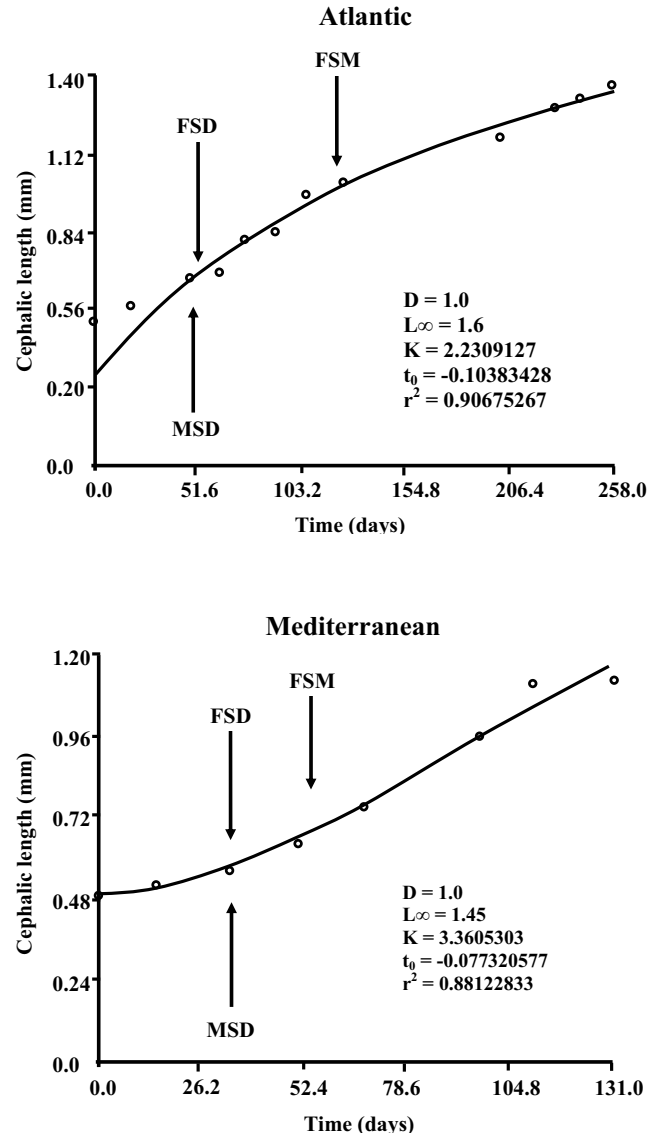 Atlantic
FSM
1.40
FSD
1.12
0.84
Cephalic length (mm)
0.56
D = 1.0
L∞ = 1.6
K = 2.2309127
t₀ = -0.10383428
r² = 0.90675267
0.20
MSD
0.0
0.0 51.6 103.2 154.8 206.4 258.0
Time (days)
Mediterranean
1.20
FSM
FSD
0.96
0.72
Cephalic length (mm)
0.48
D = 1.0
L∞ = 1.45
K = 3.3605303
t₀ = -0.077320577
r² = 0.88122833
0.24
MSD
0.0
0.0 26.2 52.4 78.6 104.8 131.0
Time (days)